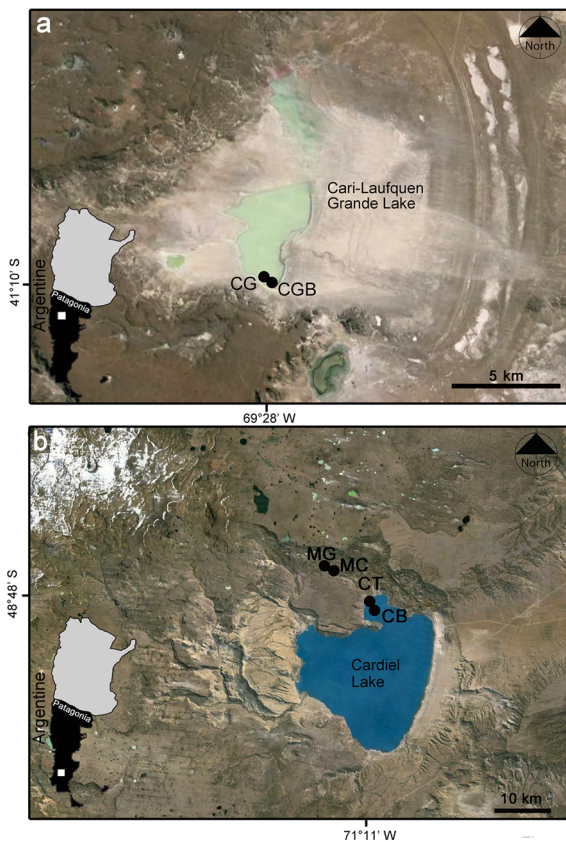 a
North
Cari-Laufquen
Grande Lake
CG
CGB
41°10' S
Argentine
Patagonia
5 km
69°28' W
b
North
MG
MC
CT
CB
48°48' S
Cardiel
Lake
Argentine
Patagonia
10 km
71°11' W